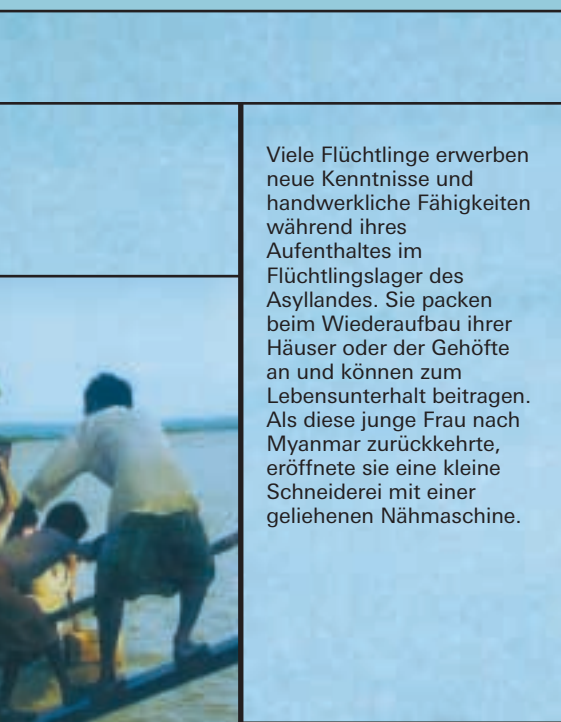 Viele Flüchtlinge erwerben
neue Kenntnisse und
handwerkliche Fähigkeiten
während ihres
Aufenthaltes im
Flüchtlingslager des
Asyllandes. Sie packen
beim Wiederaufbau ihrer
Häuser oder der Gehöfte
an und können zum
Lebensunterhalt beitragen.
Als diese junge Frau nach
Myanmar zurückkehrte,
eröffnete sie eine kleine
Schneiderei mit einer
geliehenen Nähmaschine.